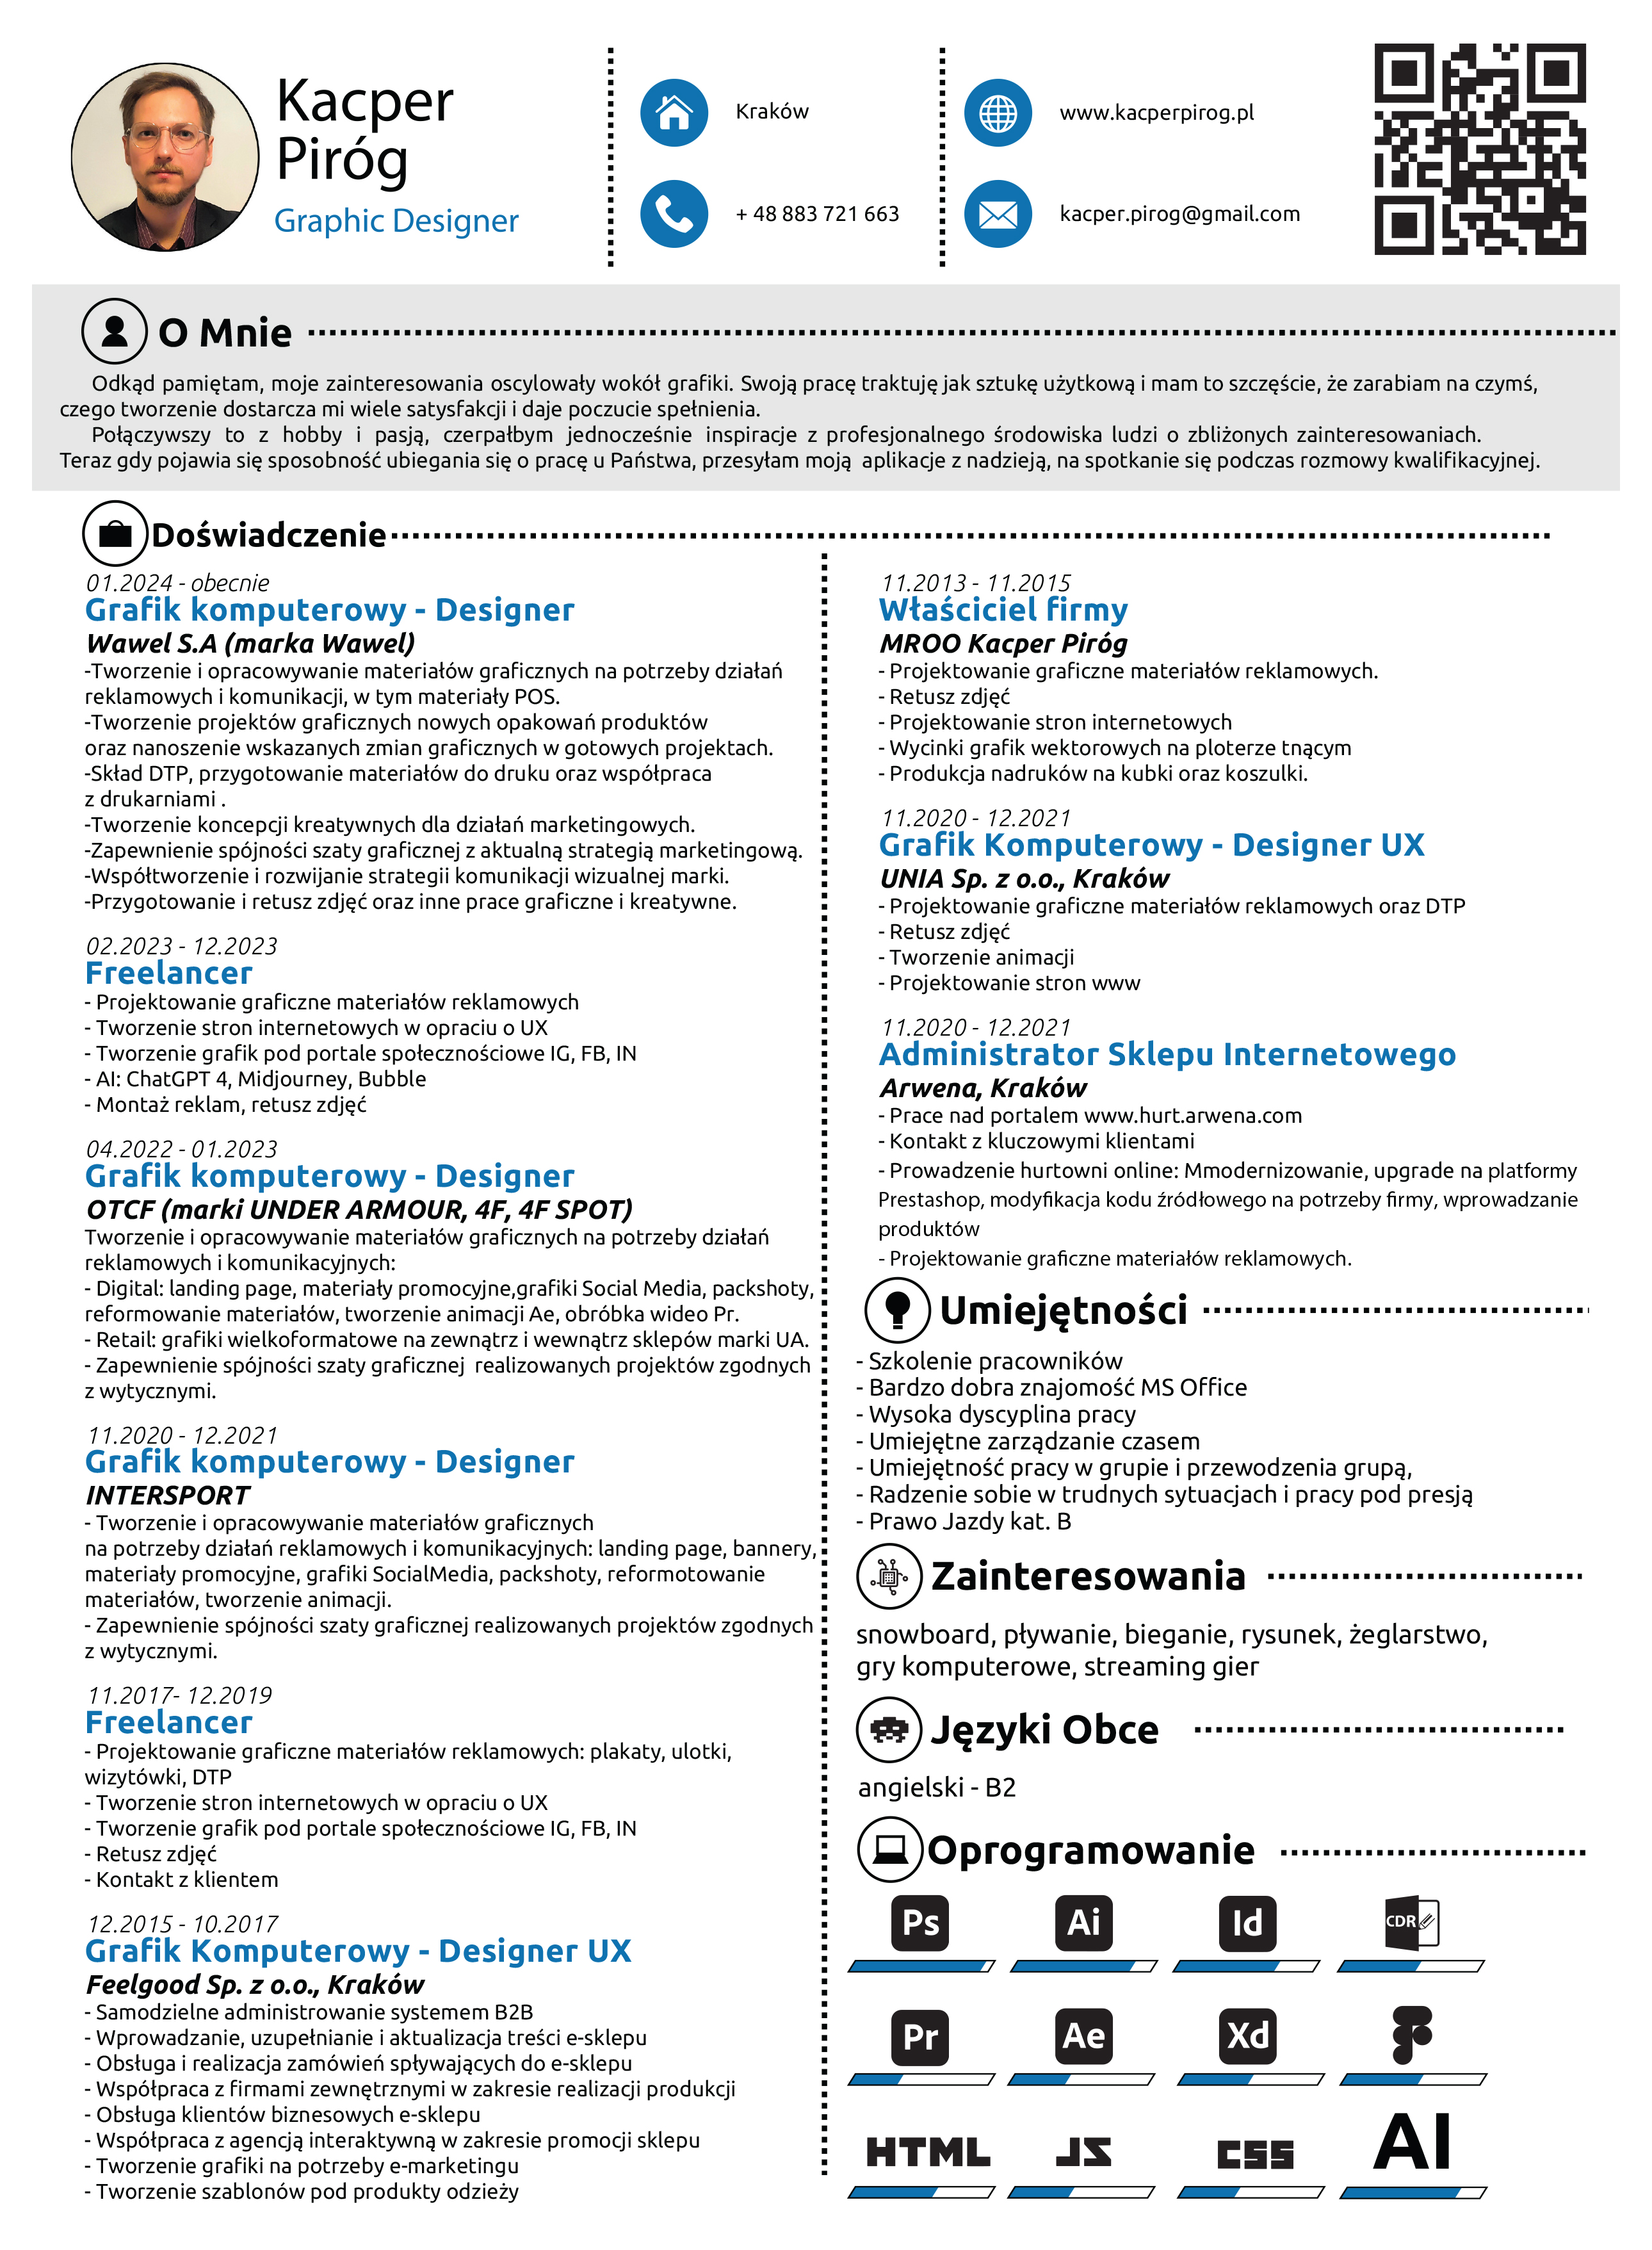 Kacper
Piróg
Graphic Designer
Kraków
+ 48 883 721 663
www.kacperpirog.pl
kacper.pirog@gmail.com
O Mnie
Odkąd pamiętam, moje zainteresowania oscylowały wokół grafiki. Swoją pracę traktuję jak sztukę użytkową i mam to szczęście, że zarabiam na czymś,
czego tworzenie dostarcza mi wiele satysfakcji i daje poczucie spełnienia.
Połączywszy to z hobby i pasją, czerpałbym jednocześnie inspiracje z profesjonalnego środowiska ludzi o zbliżonych zainteresowaniach.
Teraz gdy pojawia się sposobność ubiegania się o pracę u Państwa, przesyłam moją aplikacje z nadzieją, na spotkanie się podczas rozmowy kwalifikacyjnej.
Doświadczenie
01.2024 - obecnie
Grafik komputerowy - Designer
Wawel S.A (marka Wawel)
-Tworzenie i opracowywanie materiałów graficznych na potrzeby działań
reklamowych i komunikacji, w tym materiały POS.
-Tworzenie projektów graficznych nowych opakowań produktów
oraz nanoszenie wskazanych zmian graficznych w gotowych projektach.
-Skład DTP, przygotowanie materiałów do druku oraz współpraca
z drukarniami .
-Tworzenie koncepcji kreatywnych dla działań marketingowych.
-Zapewnienie spójności szaty graficznej z aktualną strategią marketingową.
-Współtworzenie i rozwijanie strategii komunikacji wizualnej marki.
-Przygotowanie i retusz zdjęć oraz inne prace graficzne i kreatywne.
02.2023 - 12.2023
Freelancer
- Projektowanie graficzne materiałów reklamowych
- Tworzenie stron internetowych w opraciu o UX
- Tworzenie grafik pod portale społecznościowe IG, FB, IN
- AI: ChatGPT 4, Midjourney, Bubble
- Montaż reklam, retusz zdjęć
04.2022 - 01.2023
Grafik komputerowy - Designer
OTCF (marki UNDER ARMOUR, 4F, 4F SPOT)
Tworzenie i opracowywanie materiałów graficznych na potrzeby działań
reklamowych i komunikacyjnych:
- Digital: landing page, materiały promocyjne,grafiki Social Media, packshoty,
reformowanie materiałów, tworzenie animacji Ae, obróbka wideo Pr.
- Retail: grafiki wielkoformatowe na zewnątrz i wewnątrz sklepów marki UA.
- Zapewnienie spójności szaty graficznej realizowanych projektów zgodnych
z wytycznymi.
11.2020 - 12.2021
Grafik komputerowy - Designer
INTERSPORT
- Tworzenie i opracowywanie materiałów graficznych
na potrzeby działań reklamowych i komunikacyjnych: landing page, bannery,
materiały promocyjne, grafiki SocialMedia, packshoty, reformotowanie
materiałów, tworzenie animacji.
- Zapewnienie spójności szaty graficznej realizowanych projektów zgodnych
z wytycznymi.
11.2017- 12.2019
Freelancer
- Projektowanie graficzne materiałów reklamowych: plakaty, ulotki,
wizytówki, DTP
- Tworzenie stron internetowych w opraciu o UX
- Tworzenie grafik pod portale społecznościowe IG, FB, IN
- Retusz zdjęć
- Kontakt z klientem
12.2015 - 10.2017
Grafik Komputerowy - Designer UX
Feelgood Sp. z o.o., Kraków
- Samodzielne administrowanie systemem B2B
- Wprowadzanie, uzupełnianie i aktualizacja treści e-sklepu
- Obsługa i realizacja zamówień spływających do e-sklepu
- Współpraca z firmami zewnętrznymi w zakresie realizacji produkcji
- Obsługa klientów biznesowych e-sklepu
- Współpraca z agencją interaktywną w zakresie promocji sklepu
- Tworzenie grafiki na potrzeby e-marketingu
- Tworzenie szablonów pod produkty odzieży
11.2013 - 11.2015
Właściciel firmy
MROO Kacper Piróg
- Projektowanie graficzne materiałów reklamowych.
- Retusz zdjęć
- Projektowanie stron internetowych
- Wycinki grafik wektorowych na ploterze tnącym
- Produkcja nadruków na kubki oraz koszulki.
11.2020 - 12.2021
Grafik Komputerowy - Designer UX
UNIA Sp. z o.o., Kraków
- Projektowanie graficzne materiałów reklamowych oraz DTP
- Retusz zdjęć
- Tworzenie animacji
- Projektowanie stron www
11.2020 - 12.2021
Administrator Sklepu Internetowego
Arwena, Kraków
- Prace nad portalem www.hurt.arwena.com
- Kontakt z kluczowymi klientami
- Prowadzenie hurtowni online: Mmodernizowanie, upgrade na platformy
Prestashop, modyfikacja kodu źródłowego na potrzeby firmy, wprowadzanie
produktów
- Projektowanie graficzne materiałów reklamowych.
Umiejętności
- Szkolenie pracowników
- Bardzo dobra znajomość MS Office
- Wysoka dyscyplina pracy
- Umiejętne zarządzanie czasem
- Umiejętność pracy w grupie i przewodzenia grupą,
- Radzenie sobie w trudnych sytuacjach i pracy pod presją
- Prawo Jazdy kat. B
Zainteresowania
snowboard, pływanie, bieganie, rysunek, żeglarstwo,
gry komputerowe, streaming gier
Języki Obce
angielski - B2
Oprogramowanie
Ps Ai Id CDR
Pr Ae Xd
HTML JS CSS AI